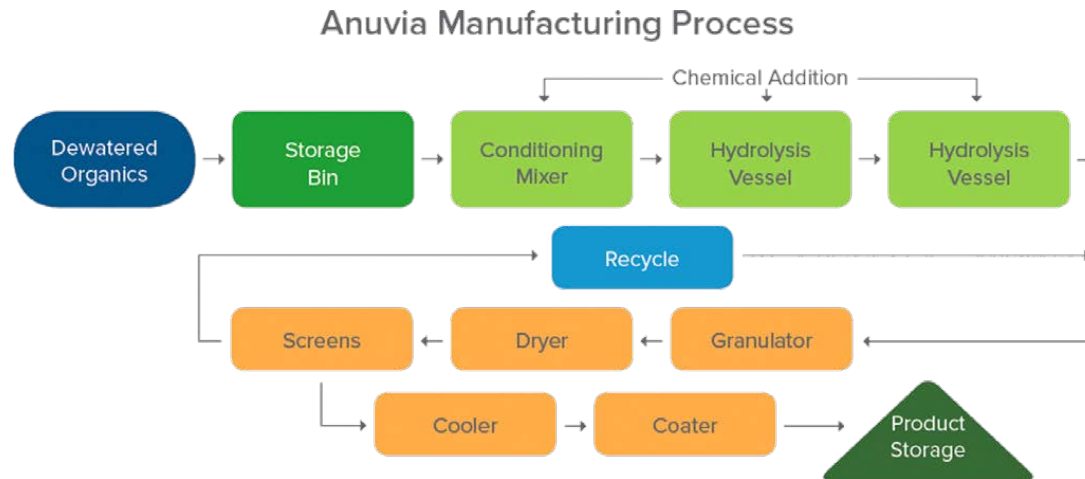 Anuvia Manufacturing Process
Chemical Addition
Dewatered
Organics
Storage
Bin
Conditioning
Mixer
Hydrolysis
Vessel
Hydrolysis
Vessel
Recycle
Screens
Dryer
Granulator
Cooler
Coater
Product
Storage